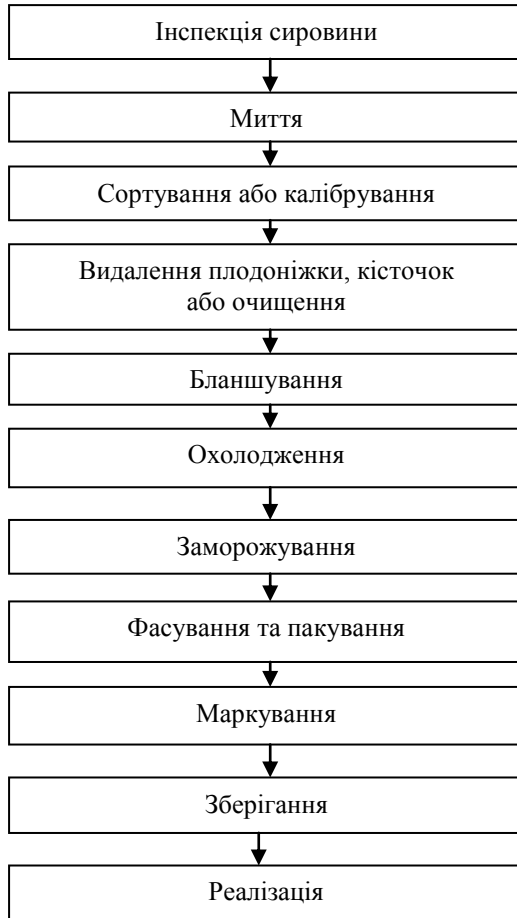 Інспекція сировини
Миття
Сортування або калібрування
Видалення плодоніжки, кісточок
або очищення
Бланшування
Охолодження
Заморожування
Фасування та пакування
Маркування
Зберігання
Реалізація